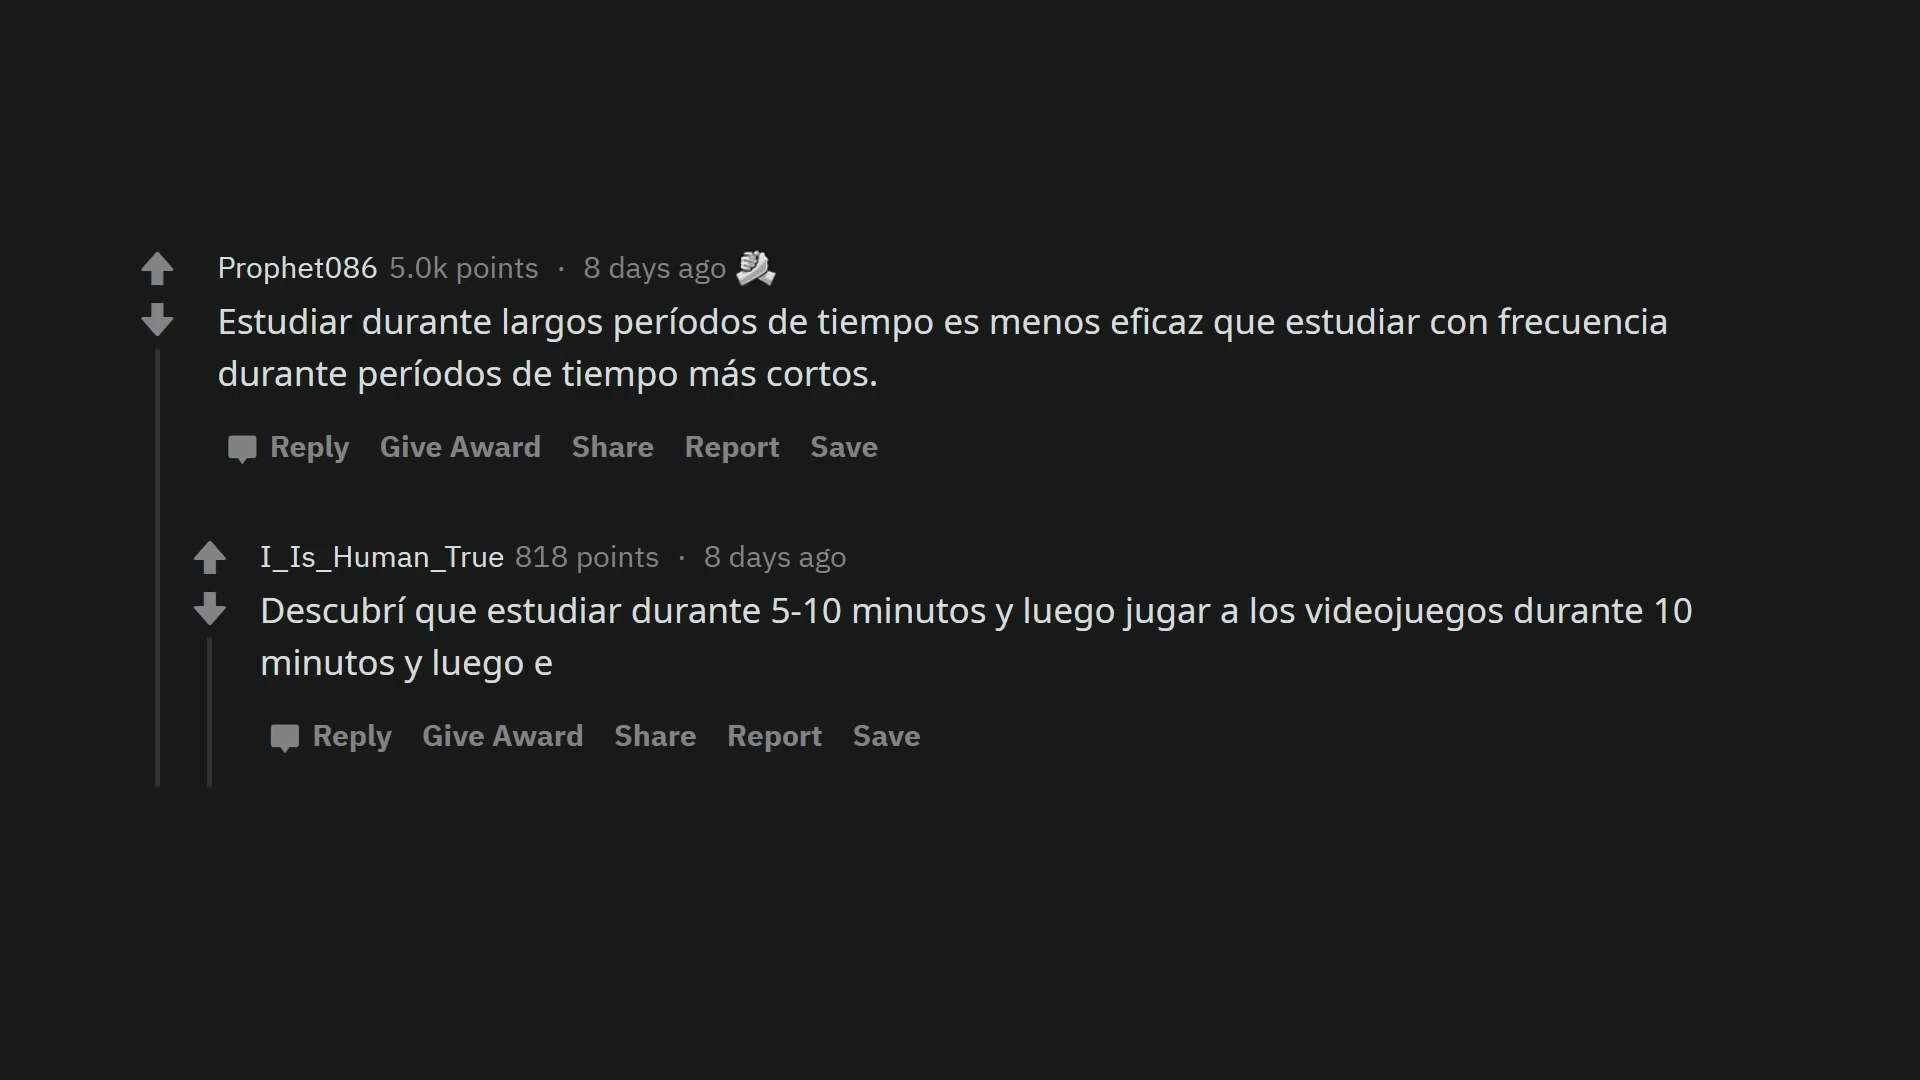 Prophet086 5.0k points · 8 days ago
Estudiar durante largos períodos de tiempo es menos eficaz que estudiar con frecuencia
durante períodos de tiempo más cortos.
Reply Give Award Share Report Save
I_Is_Human_True 818 points · 8 days ago
Descubrí que estudiar durante 5-10 minutos y luego jugar a los videojuegos durante 10
minutos y luego e
Reply Give Award Share Report Save